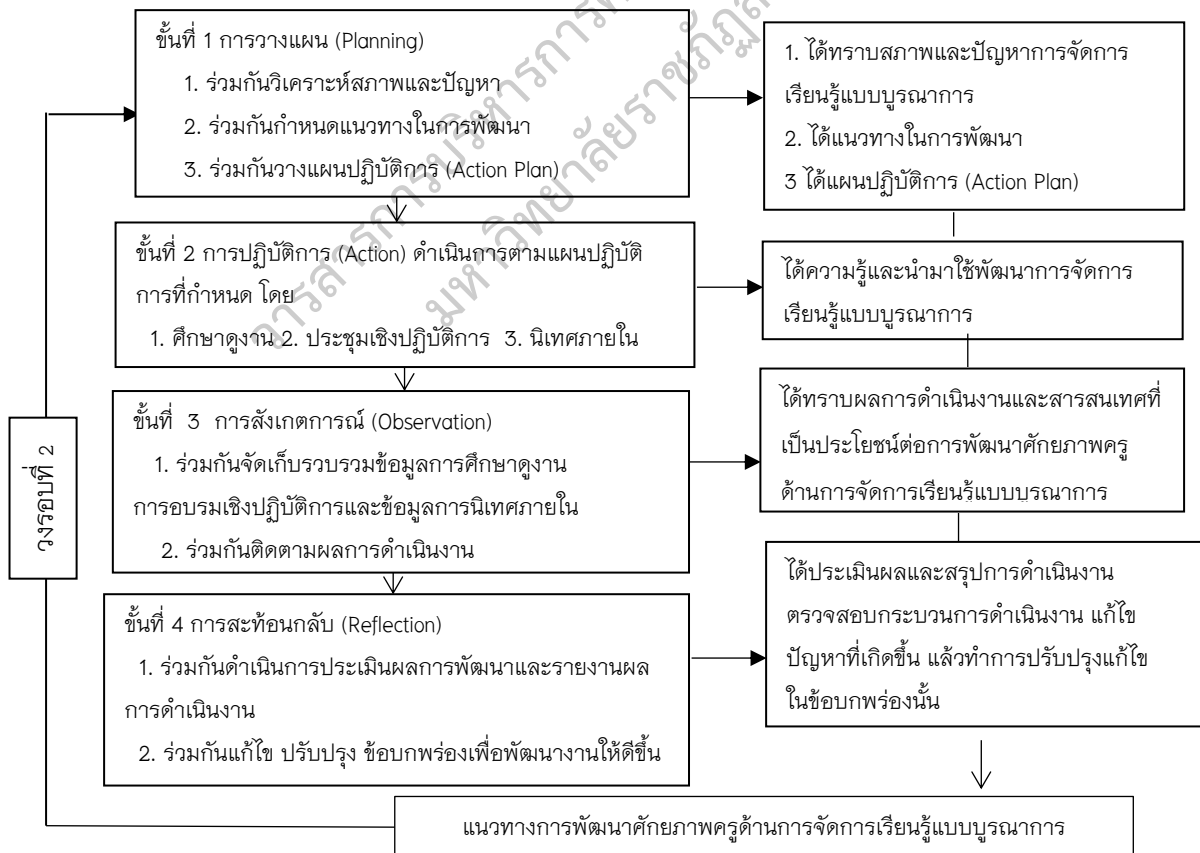 ขั้นที่ 1 การวางแผน (Planning)
1. ร่วมกันวิเคราะห์สภาพและปัญหา
2. ร่วมกันกำหนดแนวทางในการพัฒนา
3. ร่วมกันวางแผนปฏิบัติการ (Action Plan)
1. ได้ทราบสภาพและปัญหาการจัดการ
เรียนรู้แบบบูรณาการ
2. ได้แนวทางในการพัฒนา
3 ได้แผนปฏิบัติการ (Action Plan)
ขั้นที่ 2 การปฏิบัติการ (Action) ดำเนินการตามแผนปฏิบัติ
การที่กำหนด โดย
1. ศึกษาดูงาน 2. ประชุมเชิงปฏิบัติการ 3. นิเทศภายใน
ได้ความรู้และนำมาใช้พัฒนาการจัดการ
เรียนรู้แบบบูรณาการ
ขั้นที่ 3 การสังเกตการณ์ (Observation)
1. ร่วมกันจัดเก็บรวบรวมข้อมูลการศึกษาดูงาน
การอบรมเชิงปฏิบัติการและข้อมูลการนิเทศภายใน
2. ร่วมกันติดตามผลการดำเนินงาน
ได้ทราบผลการดำเนินงานและสารสนเทศที่
เป็นประโยชน์ต่อการพัฒนาศักยภาพครู
ด้านการจัดการเรียนรู้แบบบูรณาการ
วงรอบที่ 2
ขั้นที่ 4 การสะท้อนกลับ (Reflection)
1. ร่วมกันดำเนินการประเมินผลการพัฒนาและรายงานผล
การดำเนินงาน
2. ร่วมกันแก้ไข ปรับปรุง ข้อบกพร่องเพื่อพัฒนางานให้ดีขึ้น
ได้ประเมินผลและสรุปการดำเนินงาน
ตรวจสอบกระบวนการดำเนินงาน แก้ไข
ปัญหาที่เกิดขึ้น แล้วทำการปรับปรุงแก้ไข
ในข้อบกพร่องนั้น
แนวทางการพัฒนาศักยภาพครูด้านการจัดการเรียนรู้แบบบูรณาการ
วารสารการบริหารการ
มหาวิทยาลัยราชภัฏ